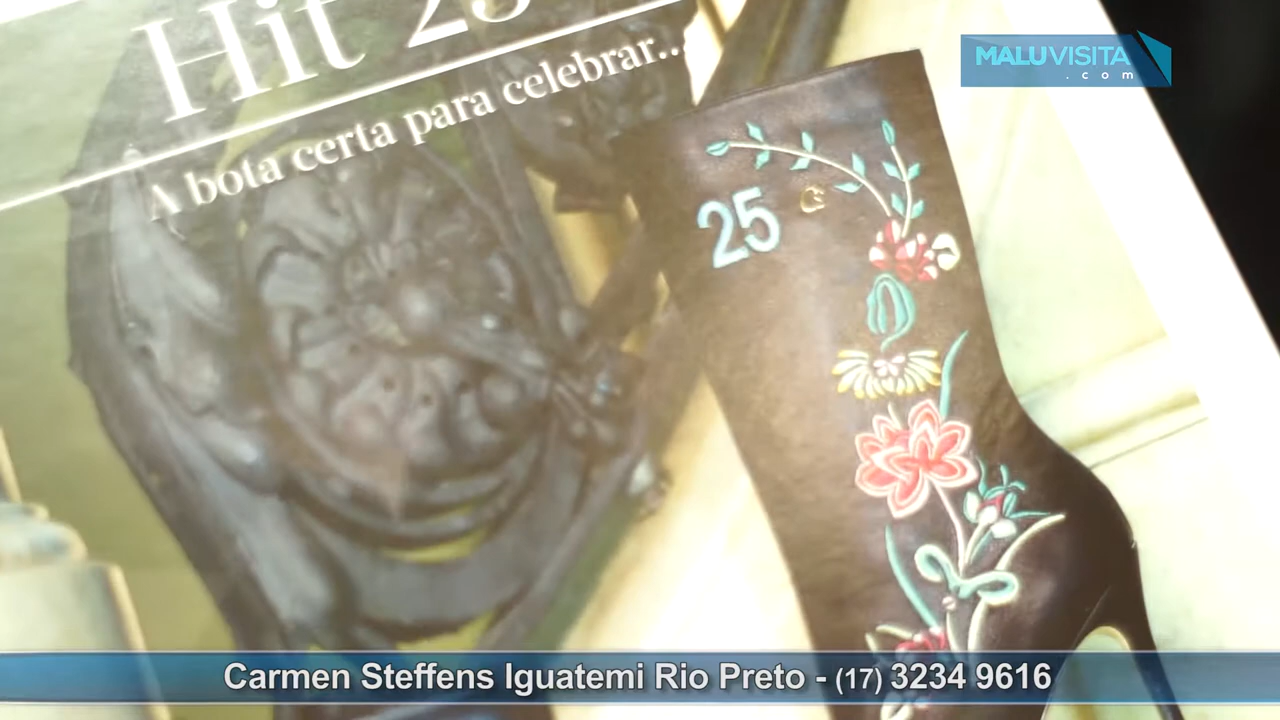 Hit 25
A bota certa para celebrar...
MALUVISITA
.com
25
Carmen Steffens Iguatemi Rio Preto - (17) 3234 9616